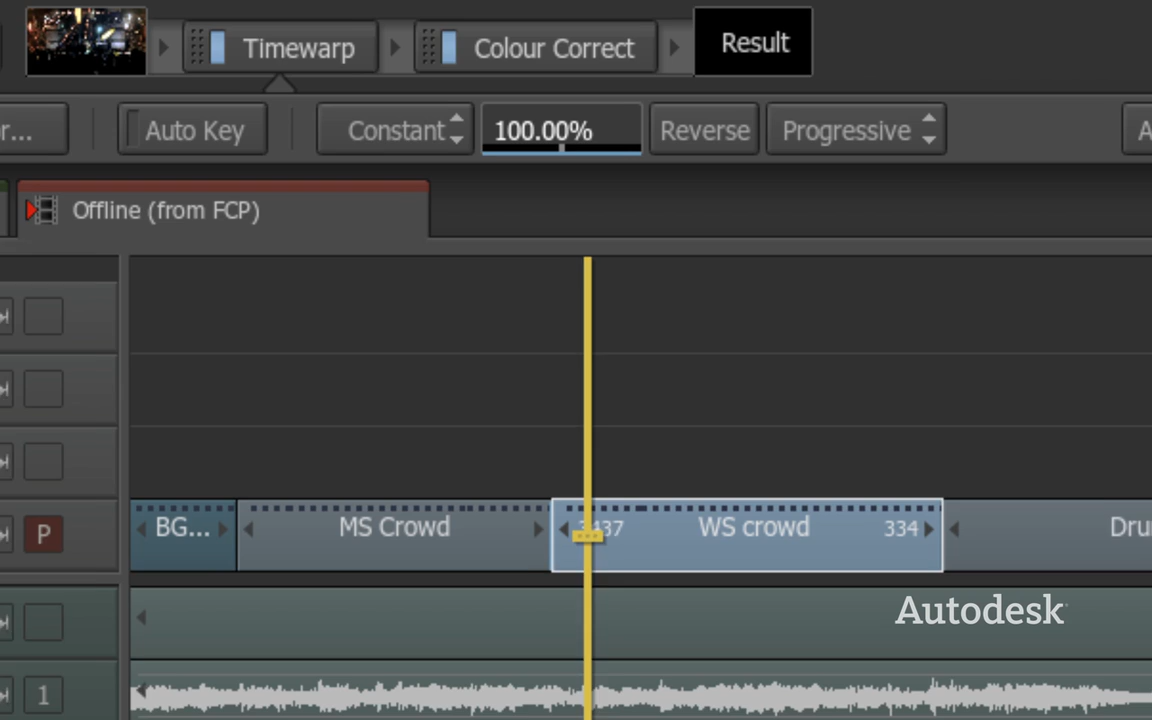 Timewarp
Colour Correct
Result
r...
Auto Key
Constant
100.00%
Reverse
Progressive
A
Offline (from FCP)
P
BG...
MS Crowd
WS crowd
334
Dru
Autodesk
1